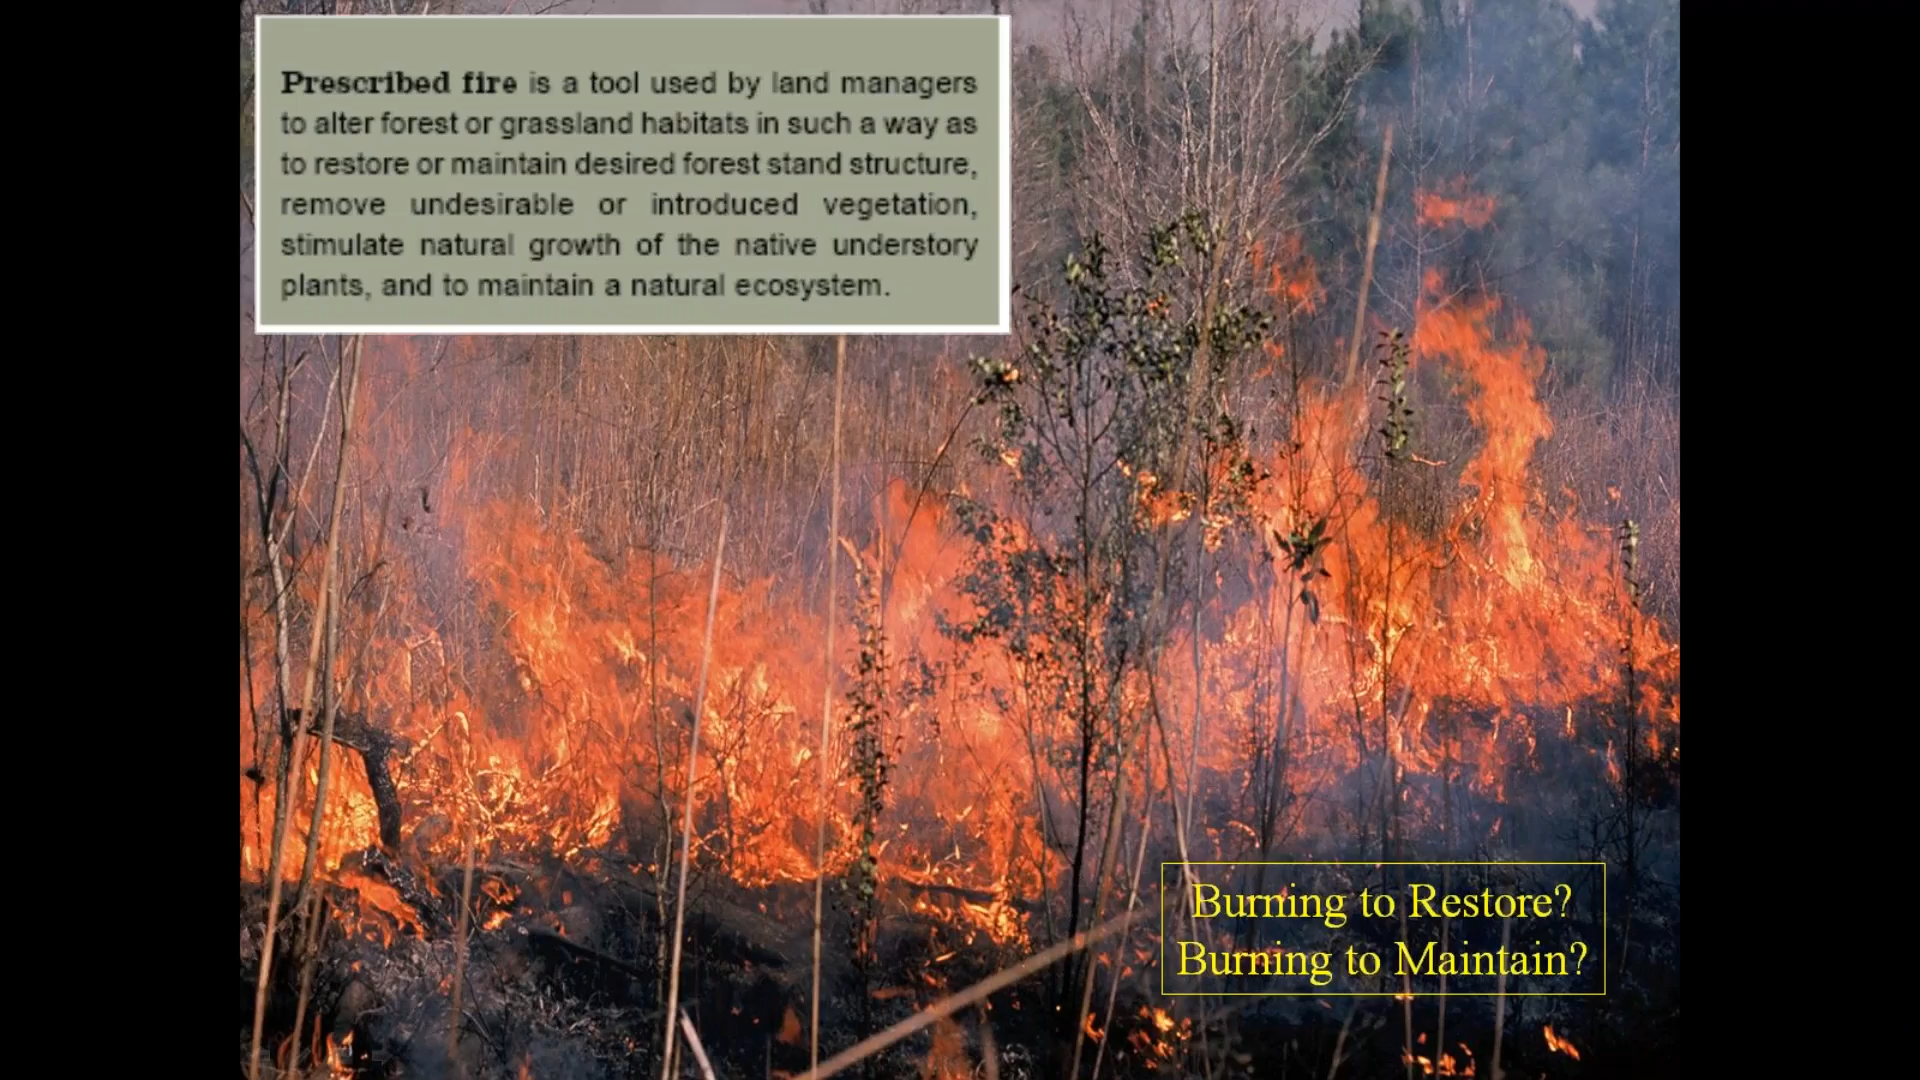 Prescribed fire is a tool used by land managers
to alter forest or grassland habitats in such a way as
to restore or maintain desired forest stand structure,
remove undesirable or introduced vegetation,
stimulate natural growth of the native understory
plants, and to maintain a natural ecosystem.
Burning to Restore?
Burning to Maintain?